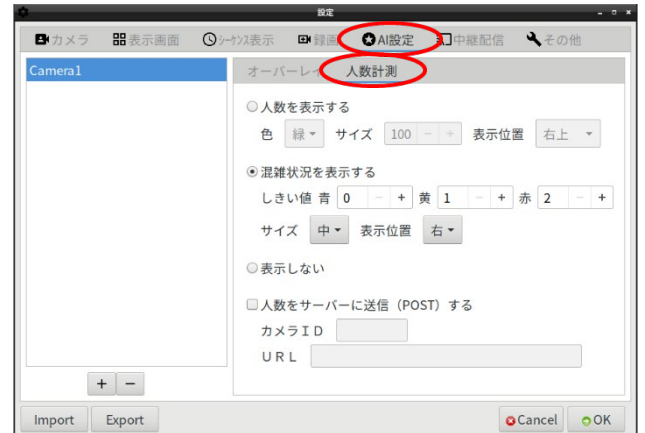 設定
カメラ 表示画面 シーケンス表示 録画 AI設定 中継配信 その他
Camera1
オーバーレイ 人数計測
人数を表示する
色 緑 サイズ 100 - + 表示位置 右上
混雑状況を表示する
しきい値 青 0 - + 黄 1 - + 赤 2 - +
サイズ 中 表示位置 右
表示しない
人数をサーバーに送信（POST）する
カメラＩＤ
ＵＲＬ
+ -
Import Export Cancel OK